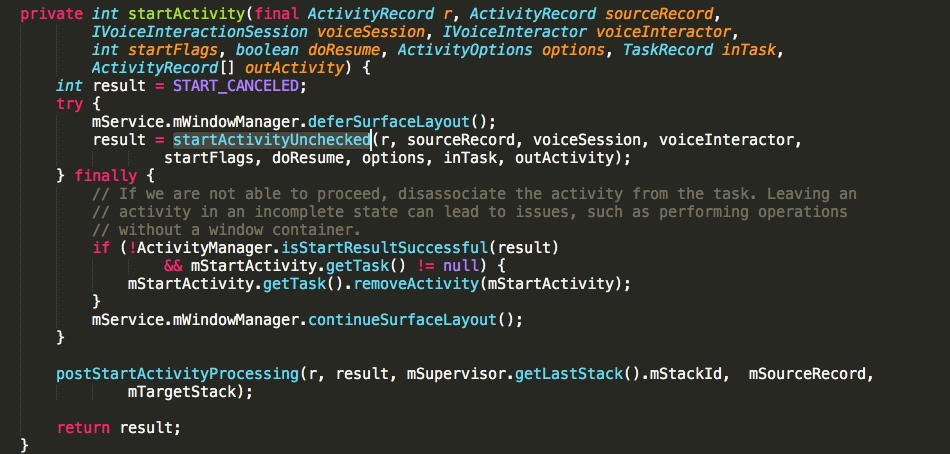 private int startActivity(final ActivityRecord r, ActivityRecord sourceRecord,
        IVoiceInteractionSession voiceSession, IVoiceInteractor voiceInteractor,
        int startFlags, boolean doResume, ActivityOptions options, TaskRecord inTask,
        ActivityRecord[] outActivity) {
    int result = START_CANCELED;
    try {
        mService.mWindowManager.deferSurfaceLayout();
        result = startActivityUnchecked(r, sourceRecord, voiceSession, voiceInteractor,
                startFlags, doResume, options, inTask, outActivity);
    } finally {
        // If we are not able to proceed, disassociate the activity from the task. Leaving an
        // activity in an incomplete state can lead to issues, such as performing operations
        // without a window container.
        if (!ActivityManager.isStartResultSuccessful(result)
                && mStartActivity.getTask() != null) {
            mStartActivity.getTask().removeActivity(mStartActivity);
        }
        mService.mWindowManager.continueSurfaceLayout();
    }

    postStartActivityProcessing(r, result, mSupervisor.getLastStack().mStackId,  mSourceRecord,
            mTargetStack);

    return result;
}